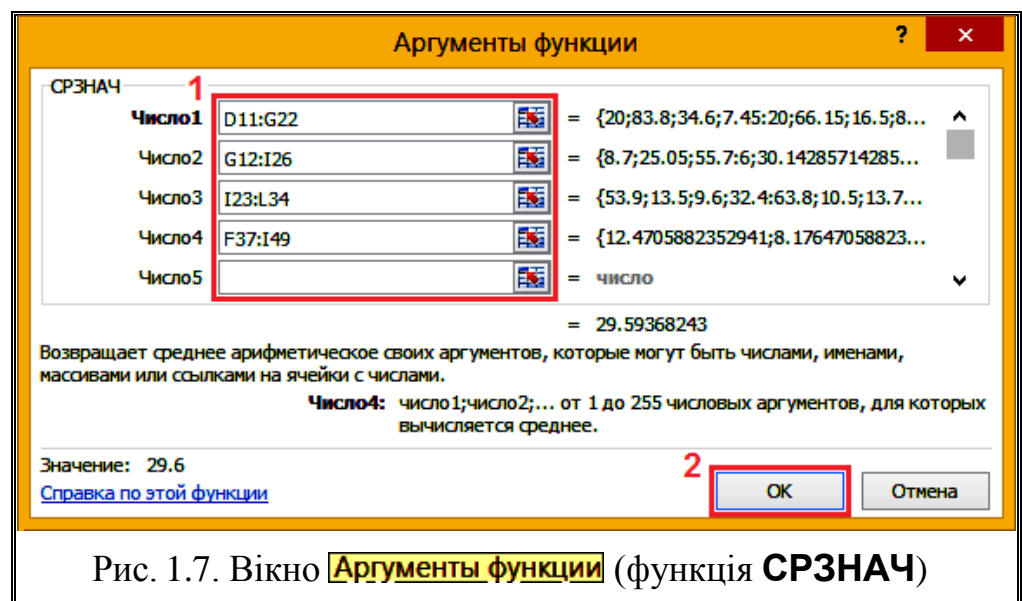 Аргументы функции ? ×
СРЗНАЧ 1
Число1 D11:G22 = {20;83.8;34.6;7.45:20;66.15;16.5;8...
Число2 G12:I26 = {8.7;25.05;55.7:6;30.14285714285...
Число3 I23:L34 = {53.9;13.5;9.6;32.4:63.8;10.5;13.7...
Число4 F37:I49 = {12.4705882352941;8.17647058823...
Число5 = число
= 29.59368243
Возвращает среднее арифметическое своих аргументов, которые могут быть числами, именами,
массивами или ссылками на ячейки с числами.
Число4: число1;число2;... от 1 до 255 числовых аргументов, для которых
вычисляется среднее.
Значение: 29.6
2
Справка по этой функции ОК Отмена
Рис. 1.7. Вікно Аргументы функции (функція СРЗНАЧ)